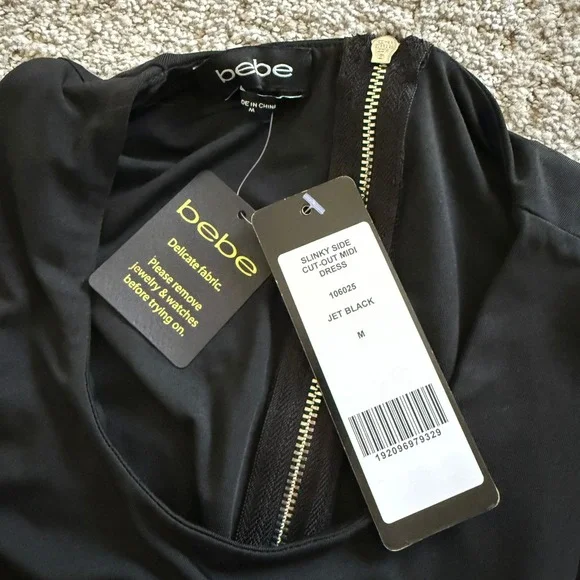 bebe
DE IN CHINA
M
bebe
Delicate fabric.
Please remove
jewelry & watches
before trying on.
SLINKY SIDE
CUT-OUT MIDI
DRESS
106025
JET BLACK
M
192096979329